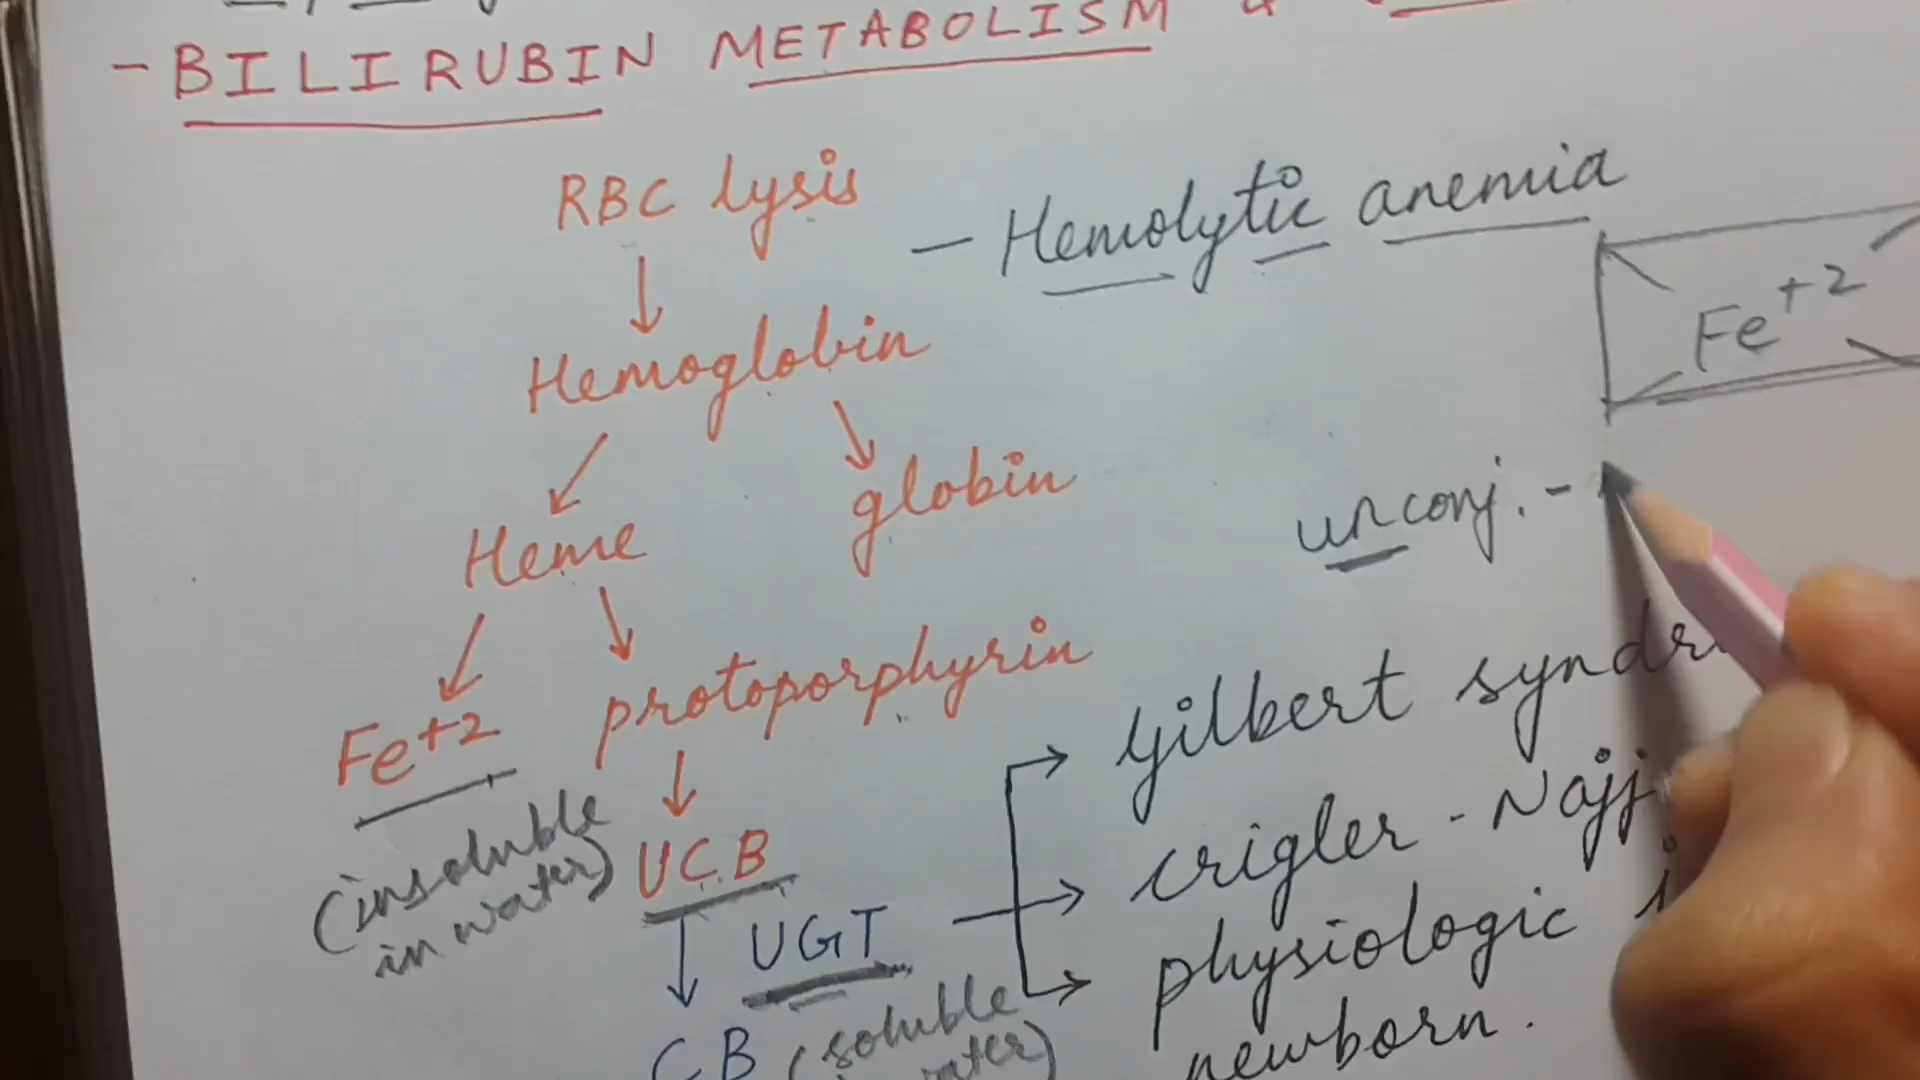 - BILIRUBIN METABOLISM &
RBC lysis
- Hemolytic anemia
Hemoglobin
Fe+2
Heme
globin
unconj. -
Fe+2
protoporphyrin
Gilbert
(insoluble
in water)
UCB
crigler - Najj
UGT
physiologic
newborn.
CB (soluble